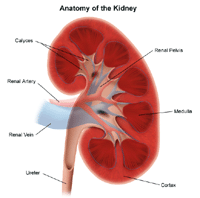 Anatomy of the Kidney
Calyces
Renal Pelvis
Renal Artery
Medulla
Renal Vein
Ureter
Cortex